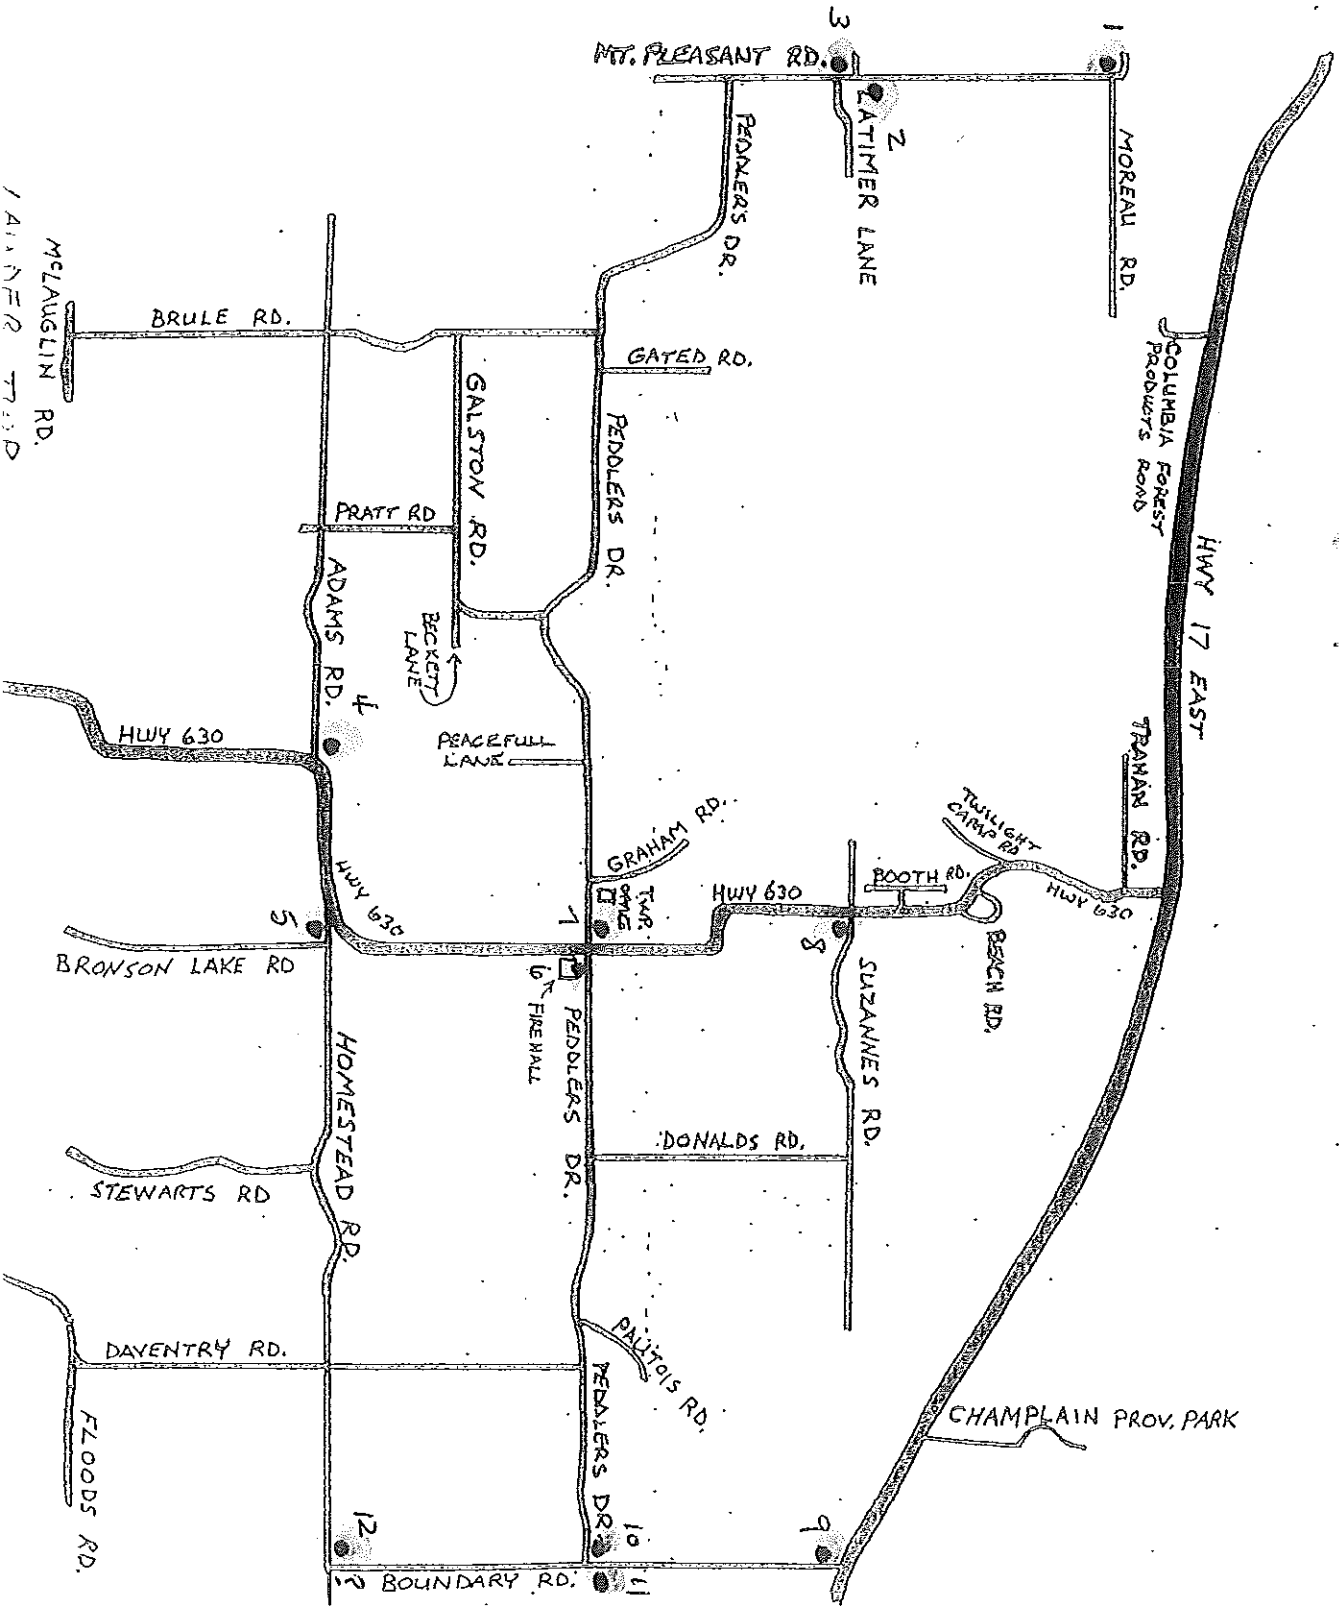 3
1
MT. PLEASANT RD.
2
LATIMER LANE
MOREAU RD.
PEDDLER'S DR.
McLAUGLIN RD.
BRULE RD.
GATED RD.
COLUMBIA FOREST
PRODUCTS ROAD
GALSTON RD.
PEDDLERS DR.
HWY 17 EAST
PRATT RD
ADAMS RD.
BECKETT
LANE
4
HWY 630
PEACEFULL
LANE
TRAHAN RD.
TWILIGHT
CAMP RD
GRAHAM RD.
BOOTH RD.
HWY 630
HWY 630
HWY 630
TWP.
5
7
8
BEACH RD.
BRONSON LAKE RD
6
FIREHALL
PEDDLERS DR.
SUZANNES RD.
HOMESTEAD RD.
DONALDS RD.
STEWARTS RD
PAUTOIS RD.
DAVENTRY RD.
PEDDLERS DR.
FLOODS RD.
CHAMPLAIN PROV. PARK
12
10
9
11
?
BOUNDARY RD.